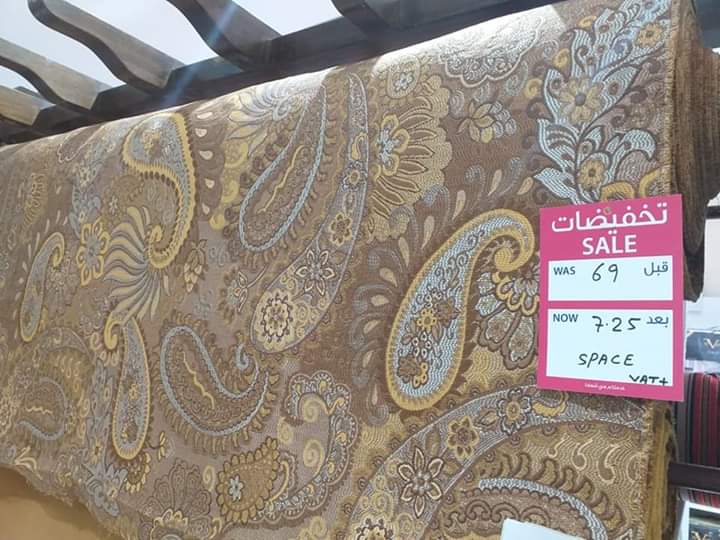 تخفيضات
SALE
WAS 69 قبل
NOW 7.25 بعد
SPACE
VAT+